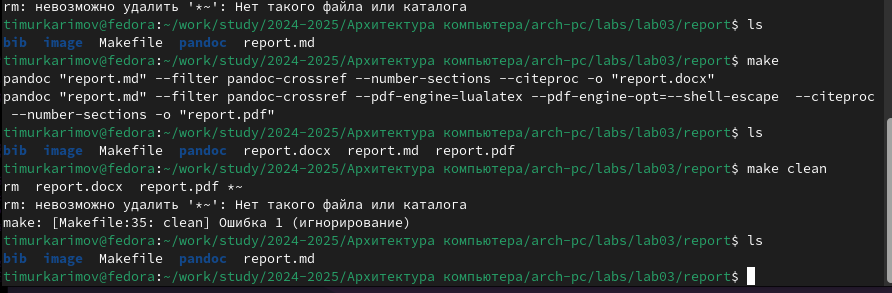 rm: невозможно удалить '*~': Нет такого файла или каталога
timurkarimov@fedora:~/work/study/2024-2025/Архитектура компьютера/arch-pc/labs/lab03/report$ ls
bib  image  Makefile  pandoc  report.md
timurkarimov@fedora:~/work/study/2024-2025/Архитектура компьютера/arch-pc/labs/lab03/report$ make
pandoc "report.md" --filter pandoc-crossref --number-sections --citeproc -o "report.docx"
pandoc "report.md" --filter pandoc-crossref --pdf-engine=lualatex --pdf-engine-opt=--shell-escape  --citeproc
 --number-sections -o "report.pdf"
timurkarimov@fedora:~/work/study/2024-2025/Архитектура компьютера/arch-pc/labs/lab03/report$ ls
bib  image  Makefile  pandoc  report.docx  report.md  report.pdf
timurkarimov@fedora:~/work/study/2024-2025/Архитектура компьютера/arch-pc/labs/lab03/report$ make clean
rm  report.docx  report.pdf *~
rm: невозможно удалить '*~': Нет такого файла или каталога
make: [Makefile:35: clean] Ошибка 1 (игнорирование)
timurkarimov@fedora:~/work/study/2024-2025/Архитектура компьютера/arch-pc/labs/lab03/report$ ls
bib  image  Makefile  pandoc  report.md
timurkarimov@fedora:~/work/study/2024-2025/Архитектура компьютера/arch-pc/labs/lab03/report$